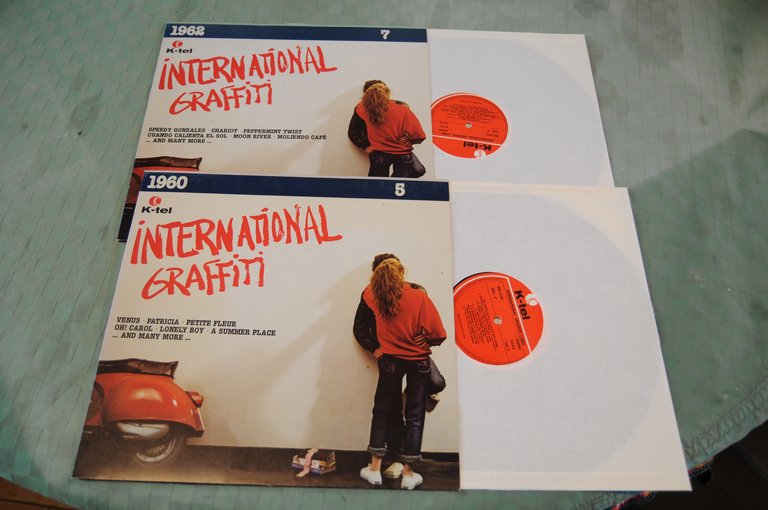 1962 7
K-tel
INTERNATIONAL
GRAFFITI
SPEEDY GONZALES · CHARIOT · PEPPERMINT TWIST
CUANDO CALIENTA EL SOL · MOON RIVER · MOLIENDO CAFÉ
... AND MANY MORE ...
K-tel
1960 5
K-tel
INTERNATIONAL
GRAFFITI
VENUS · PATRICIA · PETITE FLEUR
OH! CAROL · LONELY BOY · A SUMMER PLACE
... AND MANY MORE ...
K-tel